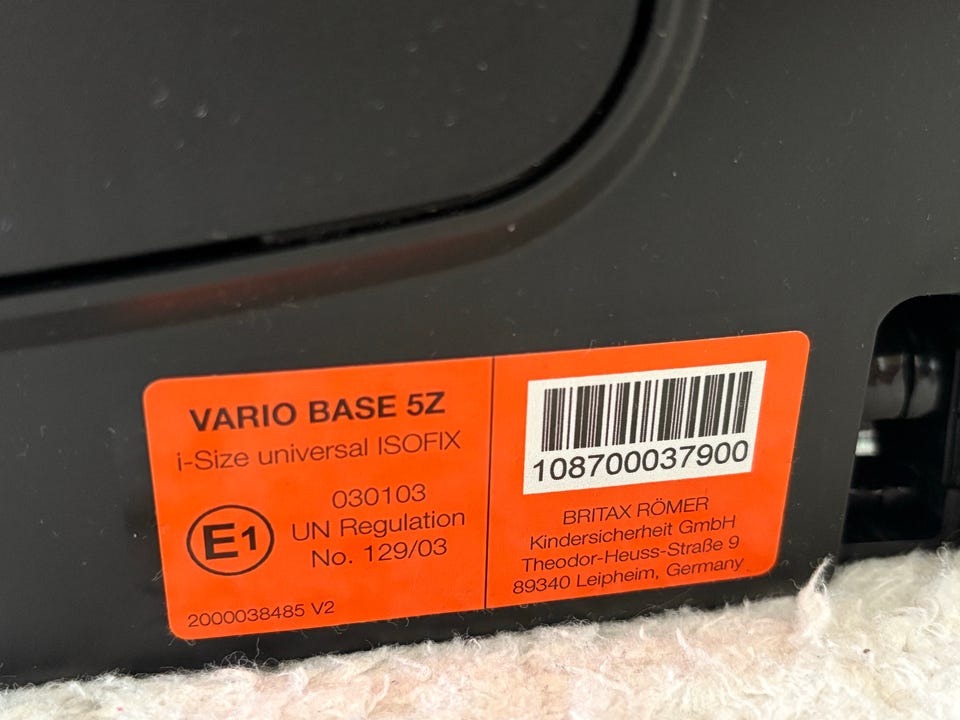 VARIO BASE 5Z
i-Size universal ISOFIX
E1
030103
UN Regulation
No. 129/03
2000038485 V2
108700037900
BRITAX RÖMER
Kindersicherheit GmbH
Theodor-Heuss-Straße 9
89340 Leipheim, Germany